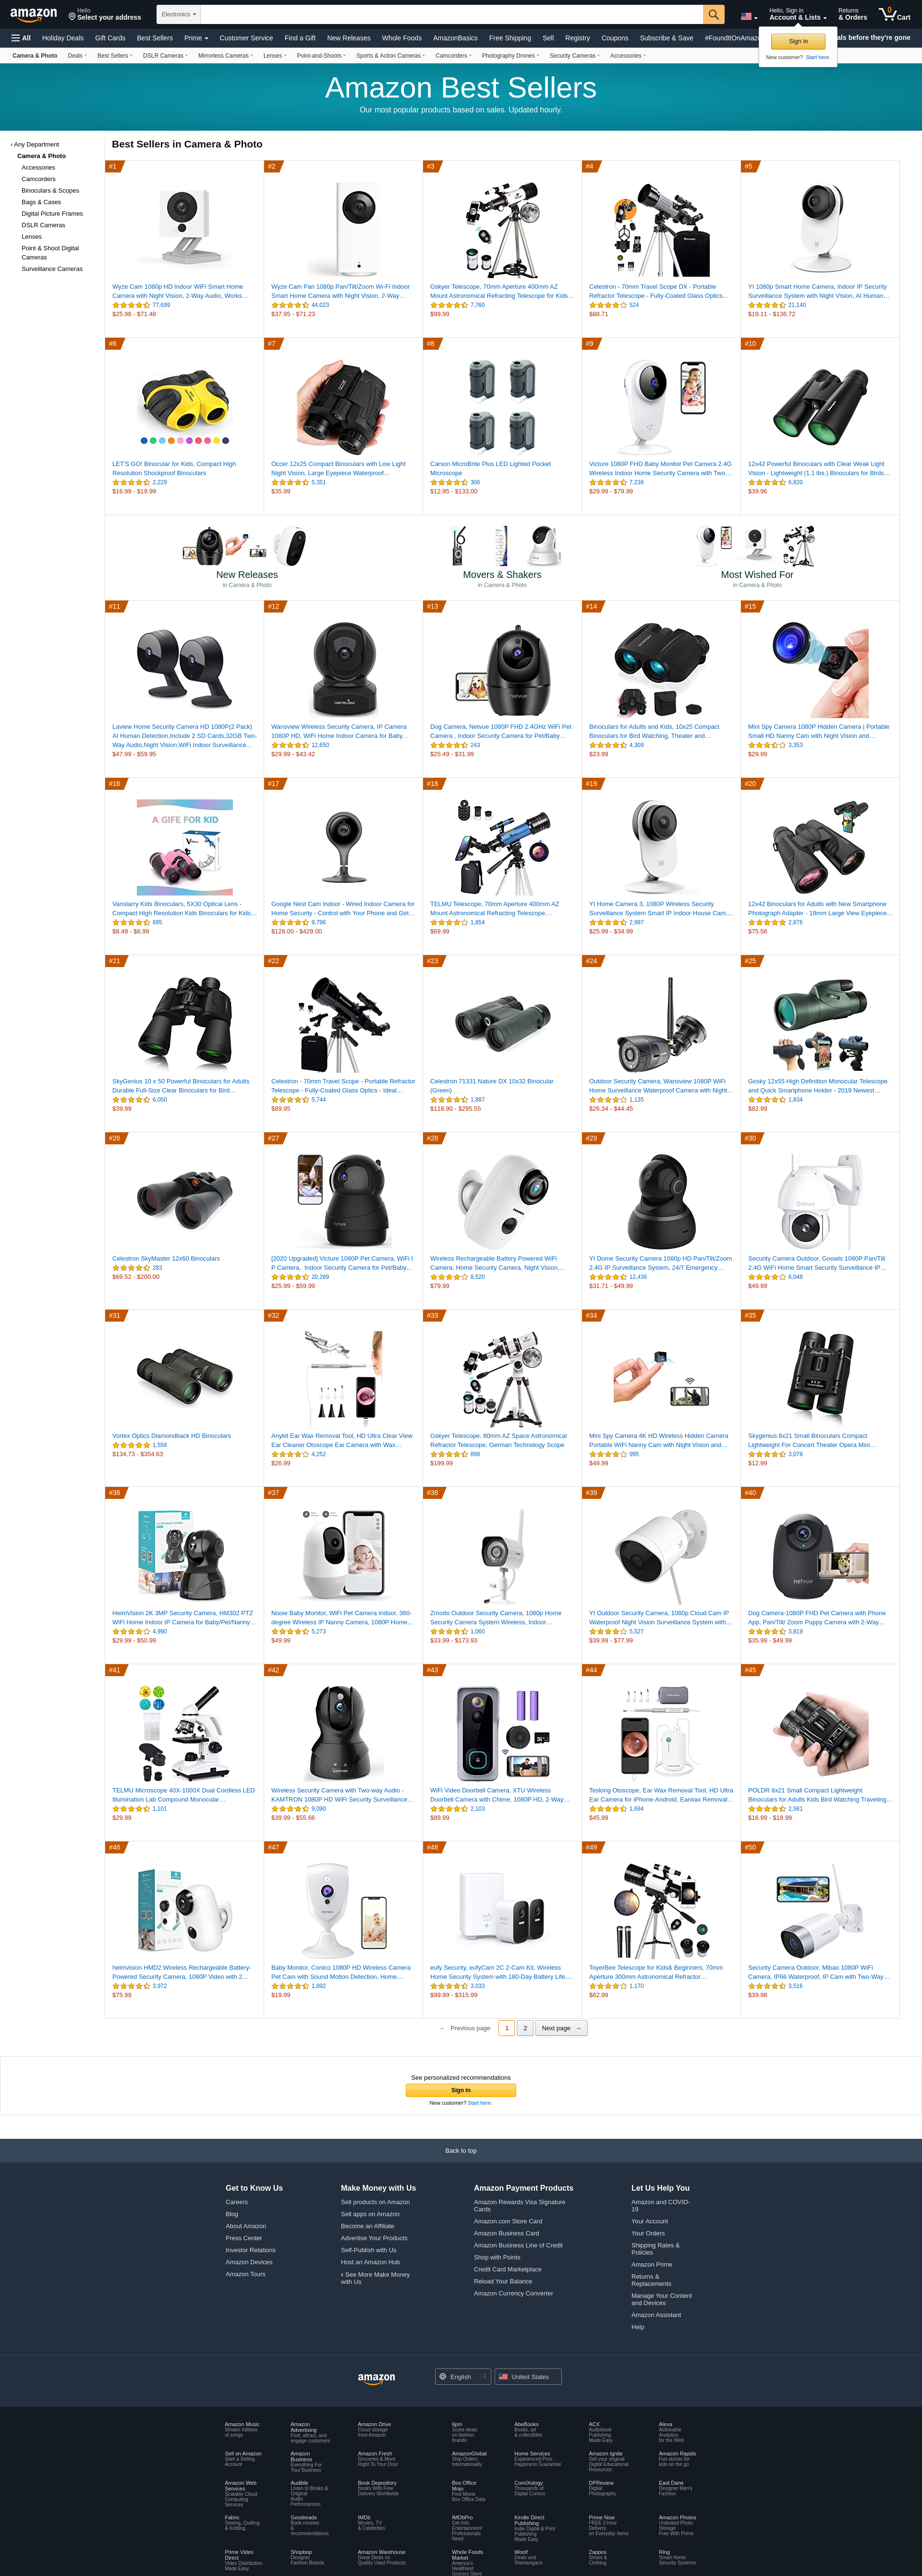 Hello
Select your address
Electronics
Hello, Sign in
Account & Lists
Returns
& Orders
0
Cart
All
Holiday Deals
Gift Cards
Best Sellers
Prime
Customer Service
Find a Gift
New Releases
Whole Foods
AmazonBasics
Free Shipping
Sell
Registry
Coupons
Subscribe & Save
#FoundItOnAmazon
Sign in
New customer? Start here.
Camera & Photo
Deals
Best Sellers
DSLR Cameras
Mirrorless Cameras
Lenses
Point-and-Shoots
Sports & Action Cameras
Camcorders
Photography Drones
Security Cameras
Accessories
Amazon Best Sellers
Our most popular products based on sales. Updated hourly.
‹ Any Department
Camera & Photo
Accessories
Camcorders
Binoculars & Scopes
Bags & Cases
Digital Picture Frames
DSLR Cameras
Lenses
Point & Shoot Digital
Cameras
Surveillance Cameras
Best Sellers in Camera & Photo
#1
Wyze Cam 1080p HD Indoor WiFi Smart Home
Camera with Night Vision, 2-Way Audio, Works…
77,699
$25.98 - $71.48
#2
Wyze Cam Pan 1080p Pan/Tilt/Zoom Wi-Fi Indoor
Smart Home Camera with Night Vision, 2-Way…
44,023
$37.95 - $71.23
#3
Gskyer Telescope, 70mm Aperture 400mm AZ
Mount Astronomical Refracting Telescope for Kids…
7,760
$99.99
#4
Celestron - 70mm Travel Scope DX - Portable
Refractor Telescope - Fully-Coated Glass Optics…
524
$88.71
#5
YI 1080p Smart Home Camera, Indoor IP Security
Surveillance System with Night Vision, AI Human…
21,140
$19.11 - $136.72
#6
LET'S GO! Binocular for Kids, Compact High
Resolution Shockproof Binoculars
2,229
$16.99 - $19.99
#7
Occer 12x25 Compact Binoculars with Low Light
Night Vision, Large Eyepiece Waterproof…
5,351
$35.99
#8
Carson MicroBrite Plus LED Lighted Pocket
Microscope
306
$12.95 - $133.00
#9
Victure 1080P FHD Baby Monitor Pet Camera 2.4G
Wireless Indoor Home Security Camera with Two…
7,236
$29.99 - $79.99
#10
12x42 Powerful Binoculars with Clear Weak Light
Vision - Lightweight (1.1 lbs.) Binoculars for Birds…
6,820
$39.96
New Releases
in Camera & Photo
Movers & Shakers
in Camera & Photo
Most Wished For
in Camera & Photo
#11
Laview Home Security Camera HD 1080P(2 Pack)
AI Human Detection,Include 2 SD Cards,32GB Two-
Way Audio,Night Vision,WiFi Indoor Surveillance…
$47.99 - $59.95
#12
Wansview Wireless Security Camera, IP Camera
1080P HD, WiFi Home Indoor Camera for Baby…
12,650
$29.99 - $43.42
#13
Dog Camera, Netvue 1080P FHD 2.4GHz WiFi Pet
Camera , Indoor Security Camera for Pet/Baby…
243
$25.49 - $31.99
#14
Binoculars for Adults and Kids, 10x25 Compact
Binoculars for Bird Watching, Theater and…
4,309
$23.99
#15
Mini Spy Camera 1080P Hidden Camera | Portable
Small HD Nanny Cam with Night Vision and…
3,353
$29.99
#16
A GIFE FOR KID
Vanstarry Kids Binoculars, 5X30 Optical Lens -
Compact High Resolution Kids Binoculars for Kids…
695
$8.49 - $8.99
#17
Google Nest Cam Indoor - Wired Indoor Camera for
Home Security - Control with Your Phone and Get…
9,796
$128.00 - $429.00
#18
TELMU Telescope, 70mm Aperture 400mm AZ
Mount Astronomical Refracting Telescope…
1,854
$69.99
#19
YI Home Camera 3, 1080P Wireless Security
Surveillance System Smart IP Indoor House Cam,…
2,997
$25.99 - $34.99
#20
12x42 Binoculars for Adults with New Smartphone
Photograph Adapter - 18mm Large View Eyepiece…
2,876
$75.56
#21
SkyGenius 10 x 50 Powerful Binoculars for Adults
Durable Full-Size Clear Binoculars for Bird…
6,050
$39.99
#22
Celestron - 70mm Travel Scope - Portable Refractor
Telescope - Fully-Coated Glass Optics - Ideal…
5,744
$89.95
#23
Celestron 71331 Nature DX 10x32 Binocular
(Green)
1,887
$118.90 - $295.55
#24
Outdoor Security Camera, Wansview 1080P WiFi
Home Surveillance Waterproof Camera with Night…
1,135
$26.34 - $44.45
#25
Gosky 12x55 High Definition Monocular Telescope
and Quick Smartphone Holder - 2019 Newest…
1,834
$82.99
#26
Celestron SkyMaster 12x60 Binoculars
283
$69.52 - $200.00
#27
[2020 Upgraded] Victure 1080P Pet Camera, WiFi I
P Camera, Indoor Security Camera for Pet/Baby…
20,269
$25.99 - $59.99
#28
Wireless Rechargeable Battery Powered WiFi
Camera, Home Security Camera, Night Vision,…
8,520
$79.99
#29
YI Dome Security Camera 1080p HD Pan/Tilt/Zoom
2.4G IP Surveillance System, 24/7 Emergency…
12,436
$31.71 - $49.99
#30
Security Camera Outdoor, Goowls 1080P Pan/Tilt
2.4G WiFi Home Smart Security Surveillance IP…
6,048
$49.99
#31
Vortex Optics Diamondback HD Binoculars
1,558
$134.73 - $354.63
#32
Anykit Ear Wax Removal Tool, HD Ultra Clear View
Ear Cleaner Otoscope Ear Camera with Wax…
4,252
$26.99
#33
Gskyer Telescope, 80mm AZ Space Astronomical
Refractor Telescope, German Technology Scope
898
$199.99
#34
Mini Spy Camera 4K HD Wireless Hidden Camera
Portable WiFi Nanny Cam with Night Vision and…
995
$49.99
#35
Skygenius 8x21 Small Binoculars Compact
Lightweight For Concert Theater Opera Mini…
3,078
$12.99
#36
HeimVision 2K 3MP Security Camera, HM302 PTZ
WiFi Home Indoor IP Camera for Baby/Pet/Nanny…
4,990
$29.99 - $50.99
#37
Nooie Baby Monitor, WiFi Pet Camera Indoor, 360-
degree Wireless IP Nanny Camera, 1080P Home…
5,273
$49.99
#38
Zmodo Outdoor Security Camera, 1080p Home
Security Camera System Wireless, Indoor…
1,060
$33.99 - $173.93
#39
YI Outdoor Security Camera, 1080p Cloud Cam IP
Waterproof Night Vision Surveillance System with…
5,527
$39.99 - $77.99
#40
Dog Camera-1080P FHD Pet Camera with Phone
App, Pan/Tilt/ Zoom Puppy Camera with 2-Way…
3,819
$35.99 - $49.99
#41
TELMU Microscope 40X-1000X Dual Cordless LED
Illumination Lab Compound Monocular…
1,101
$29.99
#42
Wireless Security Camera with Two-way Audio -
KAMTRON 1080P HD WiFi Security Surveillance…
9,090
$39.99 - $55.66
#43
WiFi Video Doorbell Camera, XTU Wireless
Doorbell Camera with Chime, 1080P HD, 2-Way…
2,103
$89.99
#44
Teslong Otoscope, Ear Wax Removal Tool, HD Ultra
Ear Camera for iPhone-Android, Earwax Removal…
1,694
$45.99
#45
POLDR 8x21 Small Compact Lightweight
Binoculars for Adults Kids Bird Watching Traveling…
2,581
$16.99 - $18.99
#46
heimvision HMD2 Wireless Rechargeable Battery-
Powered Security Camera, 1080P Video with 2…
3,972
$75.99
#47
Baby Monitor, Conico 1080P HD Wireless Camera
Pet Cam with Sound Motion Detection, Home…
1,892
$19.99
#48
eufy Security, eufyCam 2C 2-Cam Kit, Wireless
Home Security System with 180-Day Battery Life,…
3,033
$99.99 - $315.99
#49
ToyerBee Telescope for Kids& Beginners, 70mm
Aperture 300mm Astronomical Refractor…
1,170
$62.99
#50
Security Camera Outdoor, Mibao 1080P WiFi
Camera, IP66 Waterproof, IP Cam with Two-Way…
3,516
$39.98
← Previous page 1 2 Next page →
See personalized recommendations
Sign in
New customer? Start here.
Back to top
Get to Know Us
Careers
Blog
About Amazon
Press Center
Investor Relations
Amazon Devices
Amazon Tours
Make Money with Us
Sell products on Amazon
Sell apps on Amazon
Become an Affiliate
Advertise Your Products
Self-Publish with Us
Host an Amazon Hub
› See More Make Money
with Us
Amazon Payment Products
Amazon Rewards Visa Signature
Cards
Amazon.com Store Card
Amazon Business Card
Amazon Business Line of Credit
Shop with Points
Credit Card Marketplace
Reload Your Balance
Amazon Currency Converter
Let Us Help You
Amazon and COVID-
19
Your Account
Your Orders
Shipping Rates &
Policies
Amazon Prime
Returns &
Replacements
Manage Your Content
and Devices
Amazon Assistant
Help
amazon
English
United States
Amazon Music
Stream millions
of songs
Amazon
Advertising
Find, attract, and
engage customers
Amazon Drive
Cloud storage
from Amazon
6pm
Score deals
on fashion
brands
AbeBooks
Books, art
& collectibles
ACX
Audiobook
Publishing
Made Easy
Alexa
Actionable
Analytics
for the Web
Sell on Amazon
Start a Selling
Account
Amazon
Business
Everything For
Your Business
Amazon Fresh
Groceries & More
Right To Your Door
AmazonGlobal
Ship Orders
Internationally
Home Services
Experienced Pros
Happiness Guarantee
Amazon Ignite
Sell your original
Digital Educational
Resources
Amazon Rapids
Fun stories for
kids on the go
Amazon Web
Services
Scalable Cloud
Computing
Services
Audible
Listen to Books &
Original
Audio
Performances
Book Depository
Books With Free
Delivery Worldwide
Box Office
Mojo
Find Movie
Box Office Data
ComiXology
Thousands of
Digital Comics
DPReview
Digital
Photography
East Dane
Designer Men's
Fashion
Fabric
Sewing, Quilting
& Knitting
Goodreads
Book reviews
&
recommendations
IMDb
Movies, TV
& Celebrities
IMDbPro
Get Info
Entertainment
Professionals
Need
Kindle Direct
Publishing
Indie Digital & Print
Publishing
Made Easy
Prime Now
FREE 2-hour
Delivery
on Everyday Items
Amazon Photos
Unlimited Photo
Storage
Free With Prime
Prime Video
Direct
Video Distribution
Made Easy
Shopbop
Designer
Fashion Brands
Amazon Warehouse
Great Deals on
Quality Used Products
Whole Foods
Market
America's
Healthiest
Grocery Store
Woot!
Deals and
Shenanigans
Zappos
Shoes &
Clothing
Ring
Smart Home
Security Systems